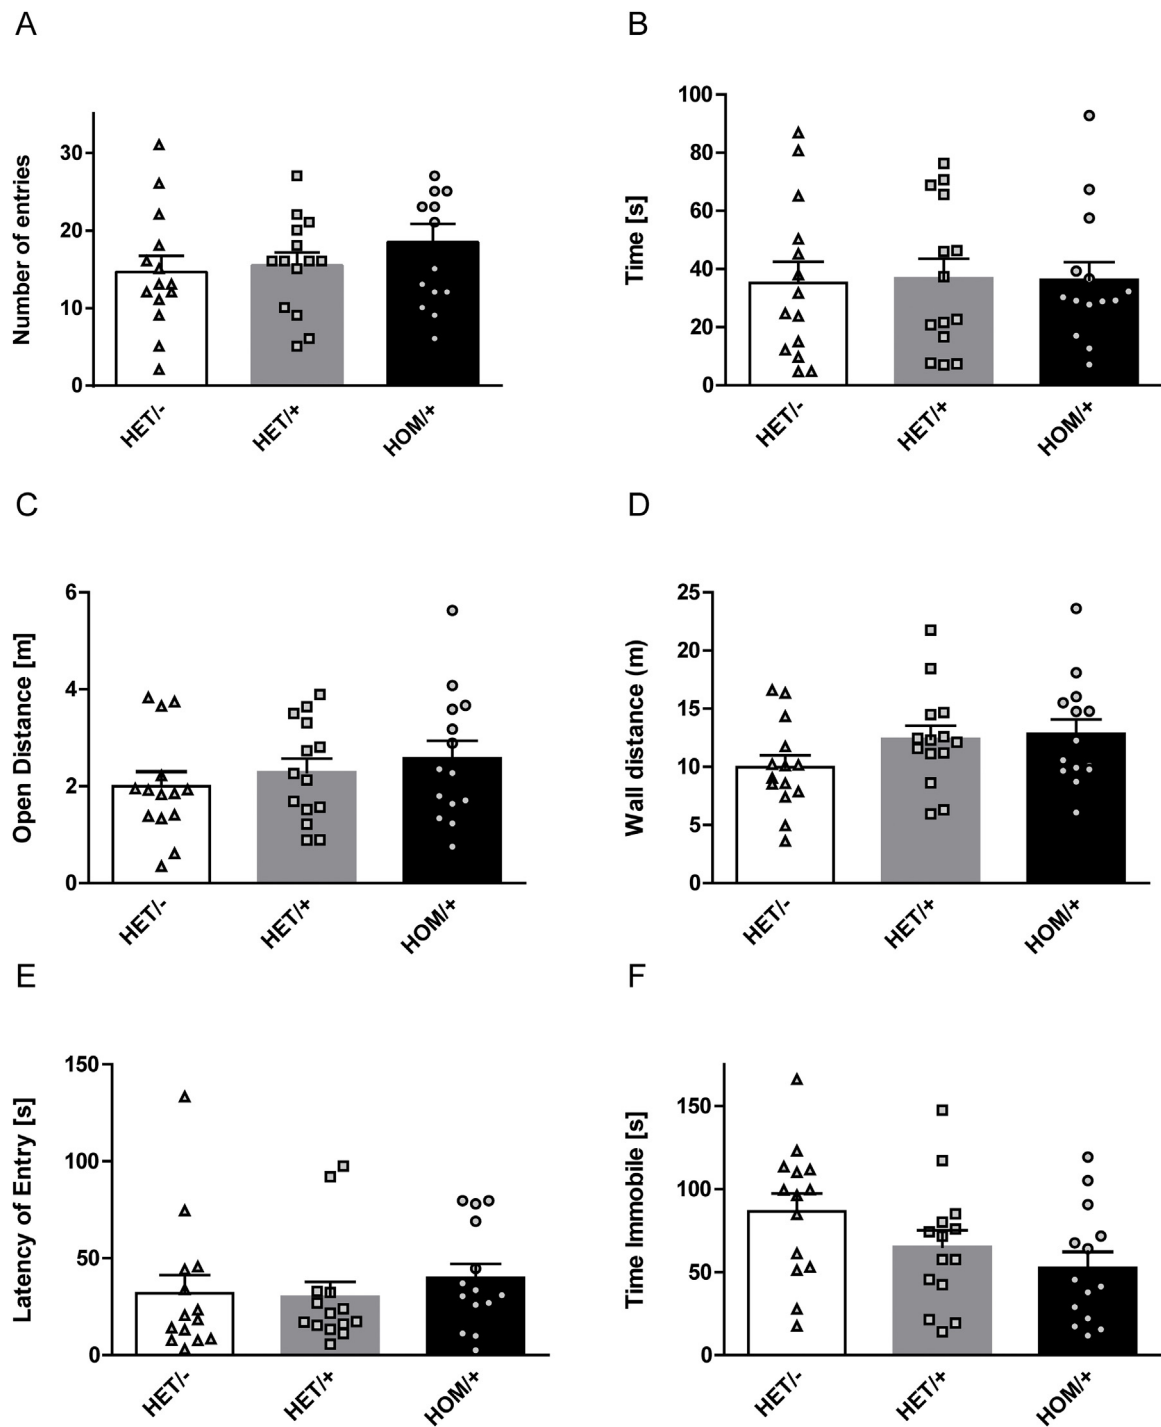 A
Number of entries
30
20
10
0
HET/-
HET/+
HOM/+
B
Time [s]
100
80
60
40
20
0
HET/-
HET/+
HOM/+
C
Open Distance [m]
6
4
2
0
HET/-
HET/+
HOM/+
D
Wall distance (m)
25
20
15
10
5
0
HET/-
HET/+
HOM/+
E
Latency of Entry [s]
150
100
50
0
HET/-
HET/+
HOM/+
F
Time Immobile [s]
150
100
50
0
HET/-
HET/+
HOM/+